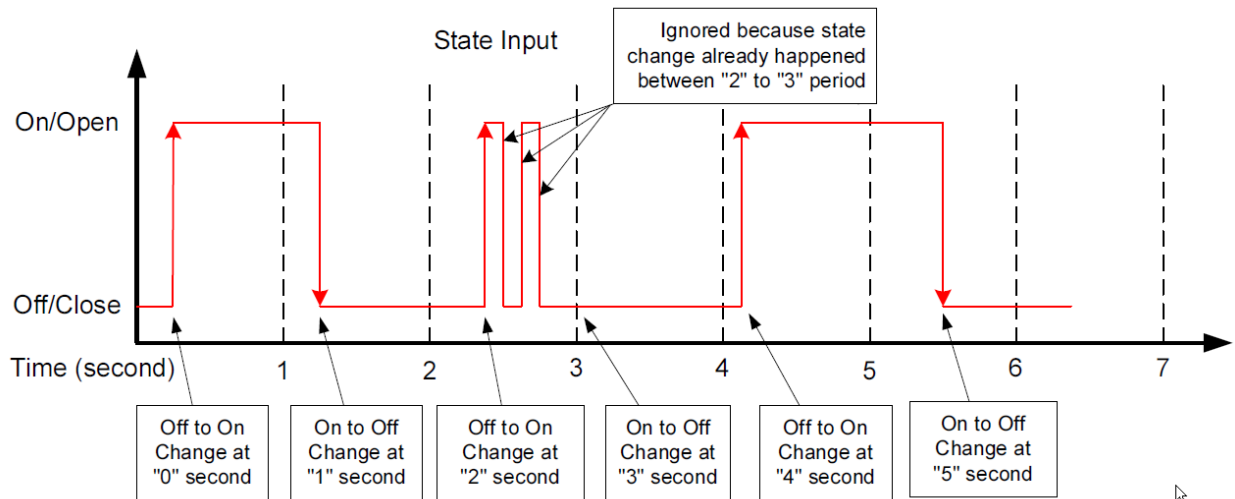 State Input
Ignored because state
change already happened
between "2" to "3" period
On/Open
Off/Close
Time (second)
1
2
3
4
5
6
7
Off to On
Change at
"0" second
On to Off
Change at
"1" second
Off to On
Change at
"2" second
On to Off
Change at
"3" second
Off to On
Change at
"4" second
On to Off
Change at
"5" second